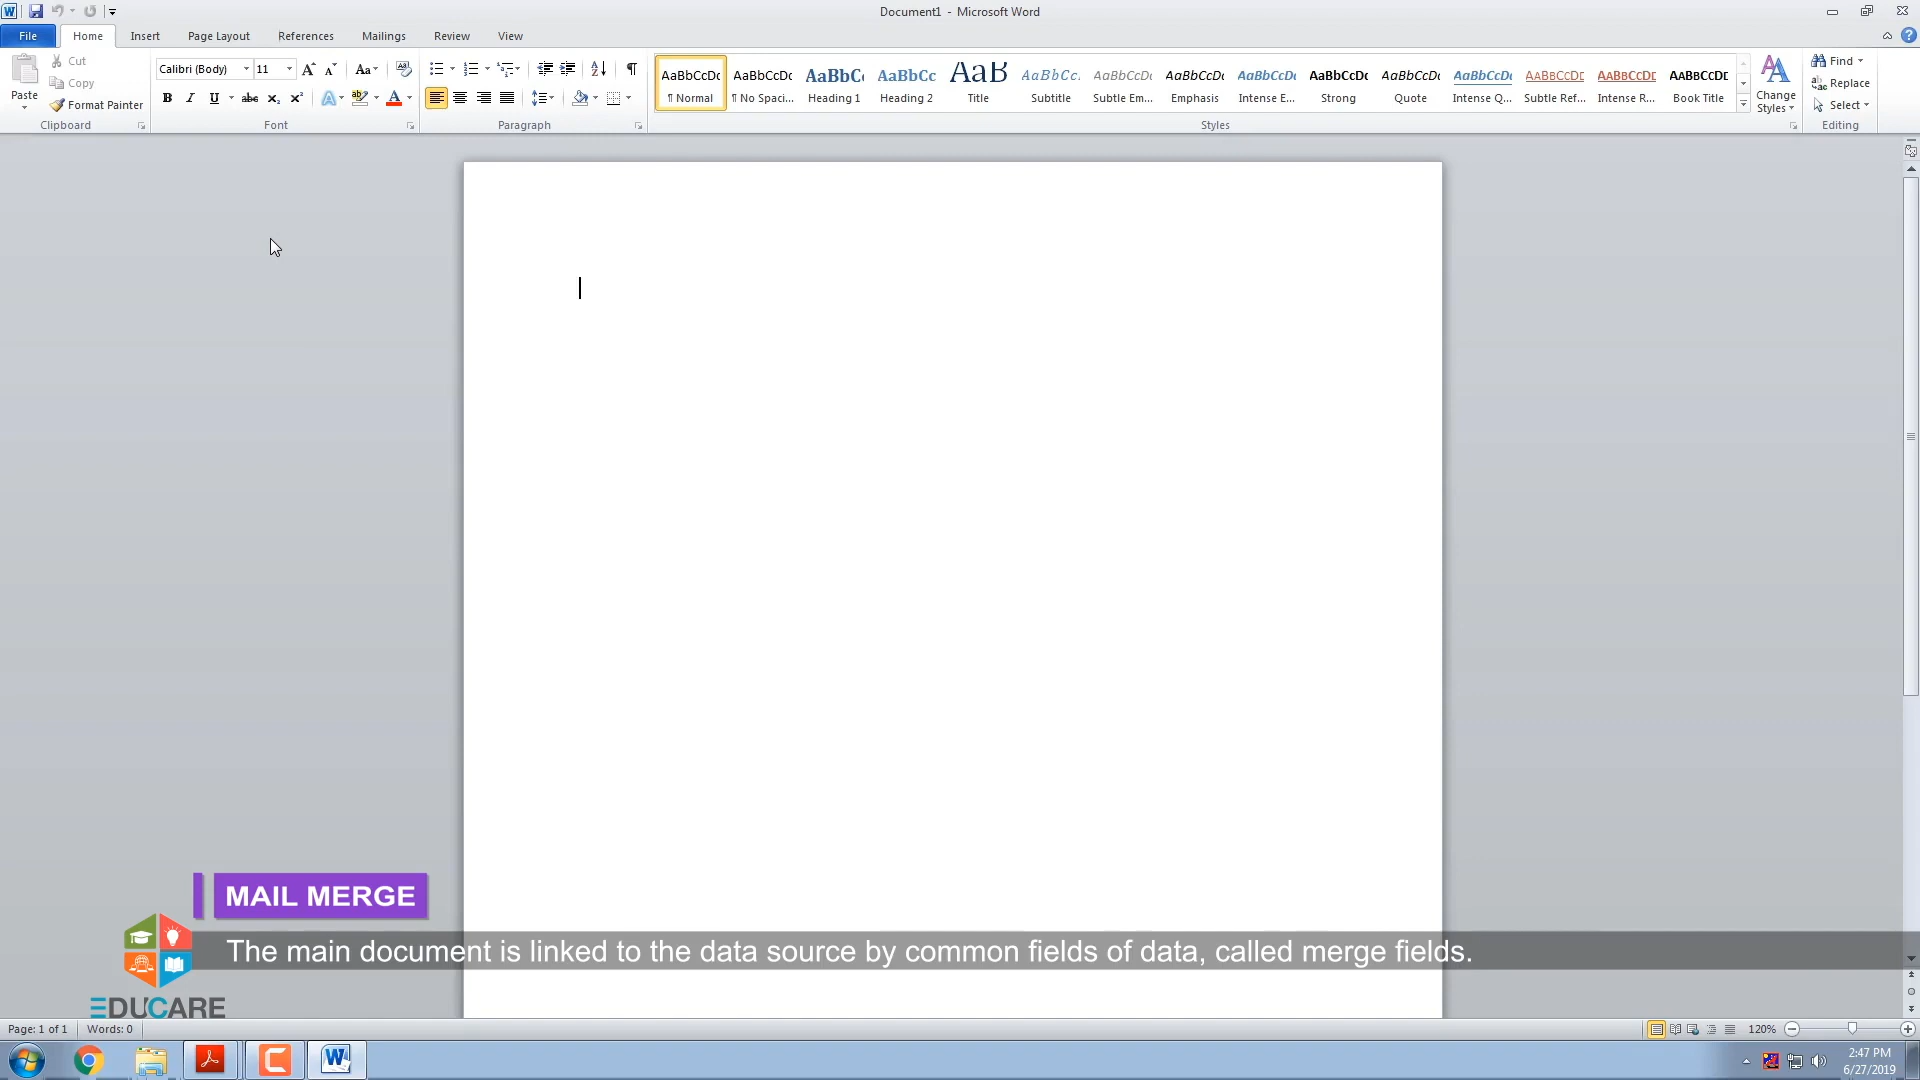 Document1 - Microsoft Word
File Home Insert Page Layout References Mailings Review View
Paste
Cut
Copy
Format Painter
Clipboard
Calibri (Body) 11
Aa
B I U abc x₂ x²
Font
Paragraph
AaBbCcDc AaBbCcDc AaBbC AaBbCc AaB AaBbCc. AaBbCcDc AaBbCcDc AaBbCcDc AaBbCcDc AaBbCcDc AaBbCcDc AABBCCDE AABBCCDE AABBCCDE
¶ Normal ¶ No Spaci... Heading 1 Heading 2 Title Subtitle Subtle Em... Emphasis Intense E... Strong Quote Intense Q... Subtle Ref... Intense R... Book Title
Change
Styles
Styles
Find
Replace
Select
Editing
MAIL MERGE
The main document is linked to the data source by common fields of data, called merge fields.
EDUCARE
Page: 1 of 1 Words: 0
120%
2:47 PM
6/27/2019